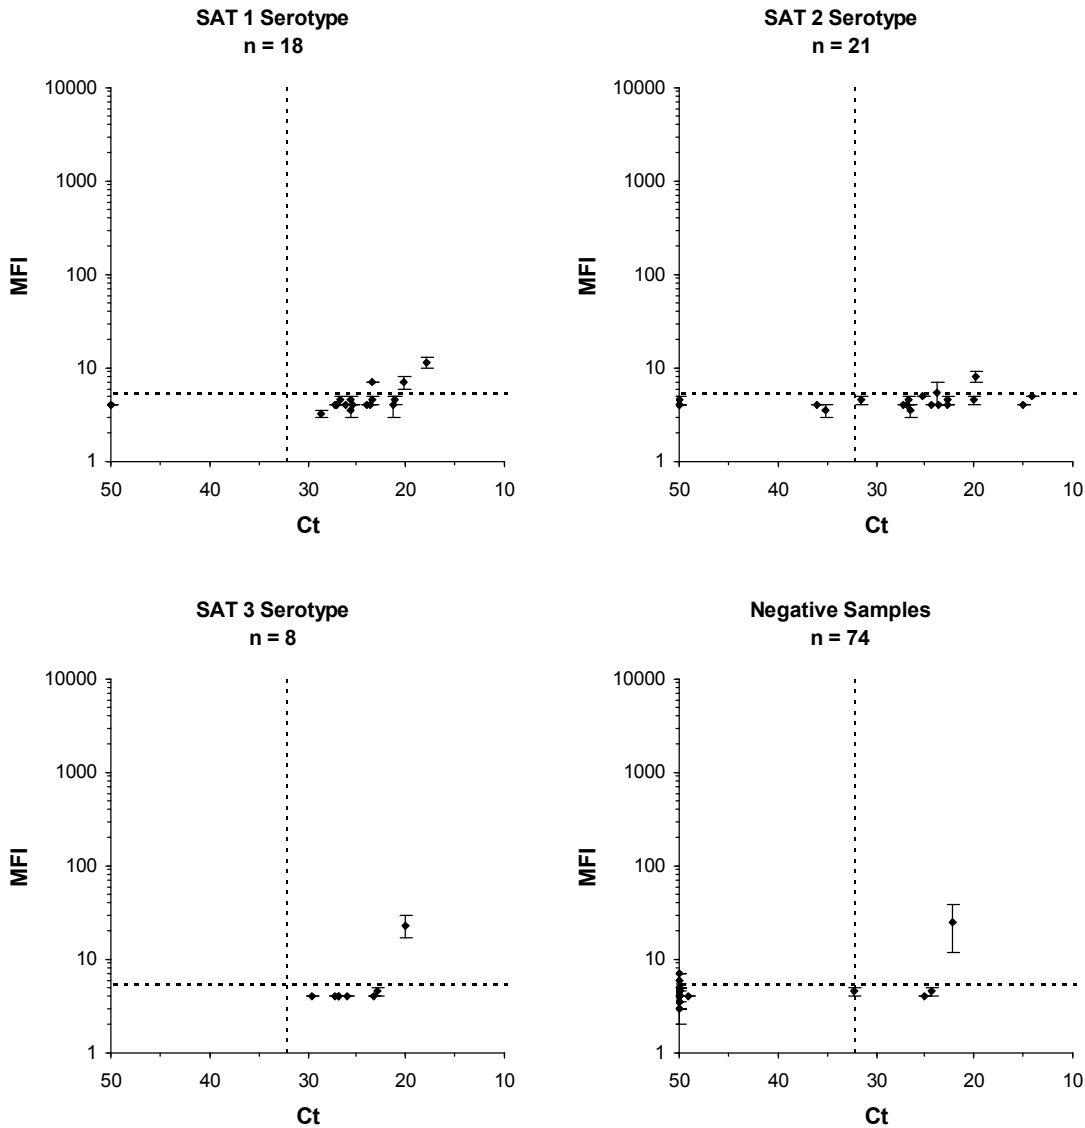 SAT 1 Serotype
n = 18
10000
1000
100
10
1
MFI
50 40 30 20 10
Ct
SAT 2 Serotype
n = 21
10000
1000
100
10
1
MFI
50 40 30 20 10
Ct
SAT 3 Serotype
n = 8
10000
1000
100
10
1
MFI
50 40 30 20 10
Ct
Negative Samples
n = 74
10000
1000
100
10
1
MFI
50 40 30 20 10
Ct